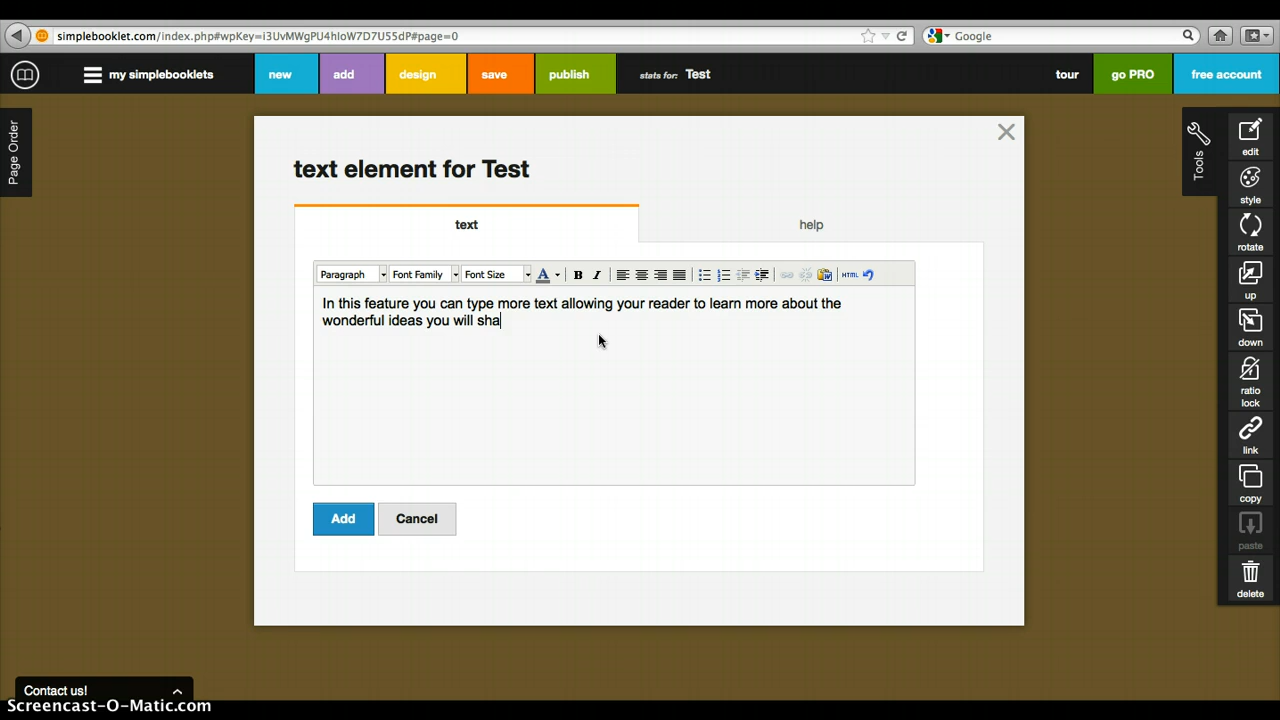 simplebooklet.com/index.php#wpKey=i3UvMWgPU4hIoW7D7U55dP#page=0
Google
my simplebooklets
new
add
design
save
publish
stats for: Test
tour
go PRO
free account
Page Order
text element for Test
text
help
Paragraph
Font Family
Font Size
A
B
I
HTML
In this feature you can type more text allowing your reader to learn more about the
wonderful ideas you will sha
Add
Cancel
Tools
edit
style
rotate
up
down
ratio
lock
link
copy
paste
delete
Contact us!
Screencast-O-Matic.com